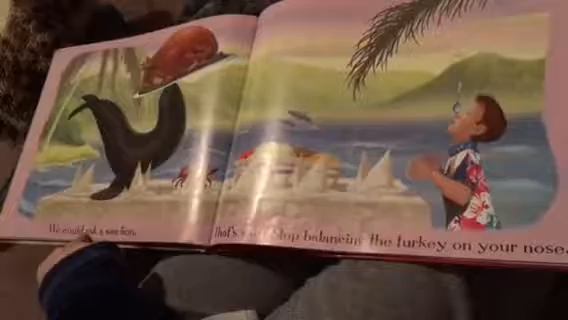 We could ask a sea lion.
That's Stop balancing the turkey on your nose.